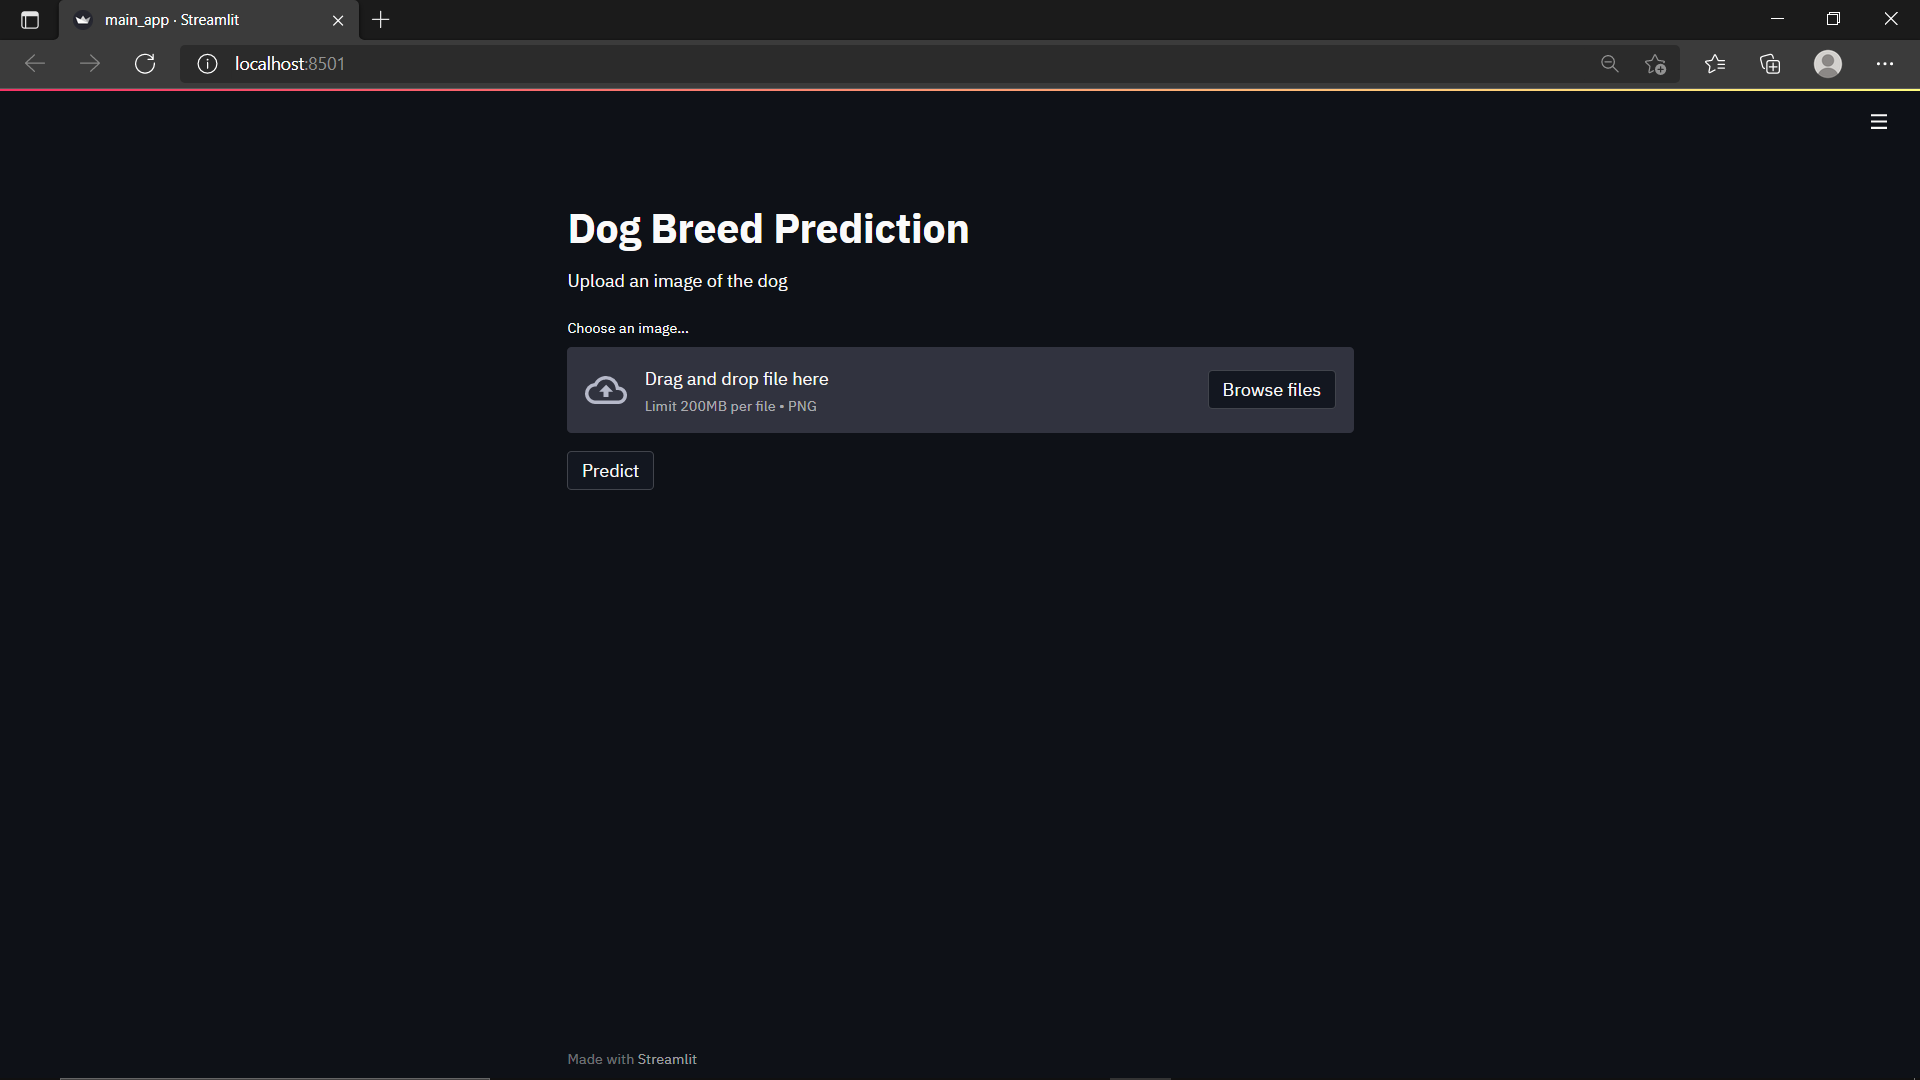 main_app · Streamlit
localhost:8501
Dog Breed Prediction
Upload an image of the dog
Choose an image...
Drag and drop file here
Limit 200MB per file • PNG
Browse files
Predict
Made with Streamlit